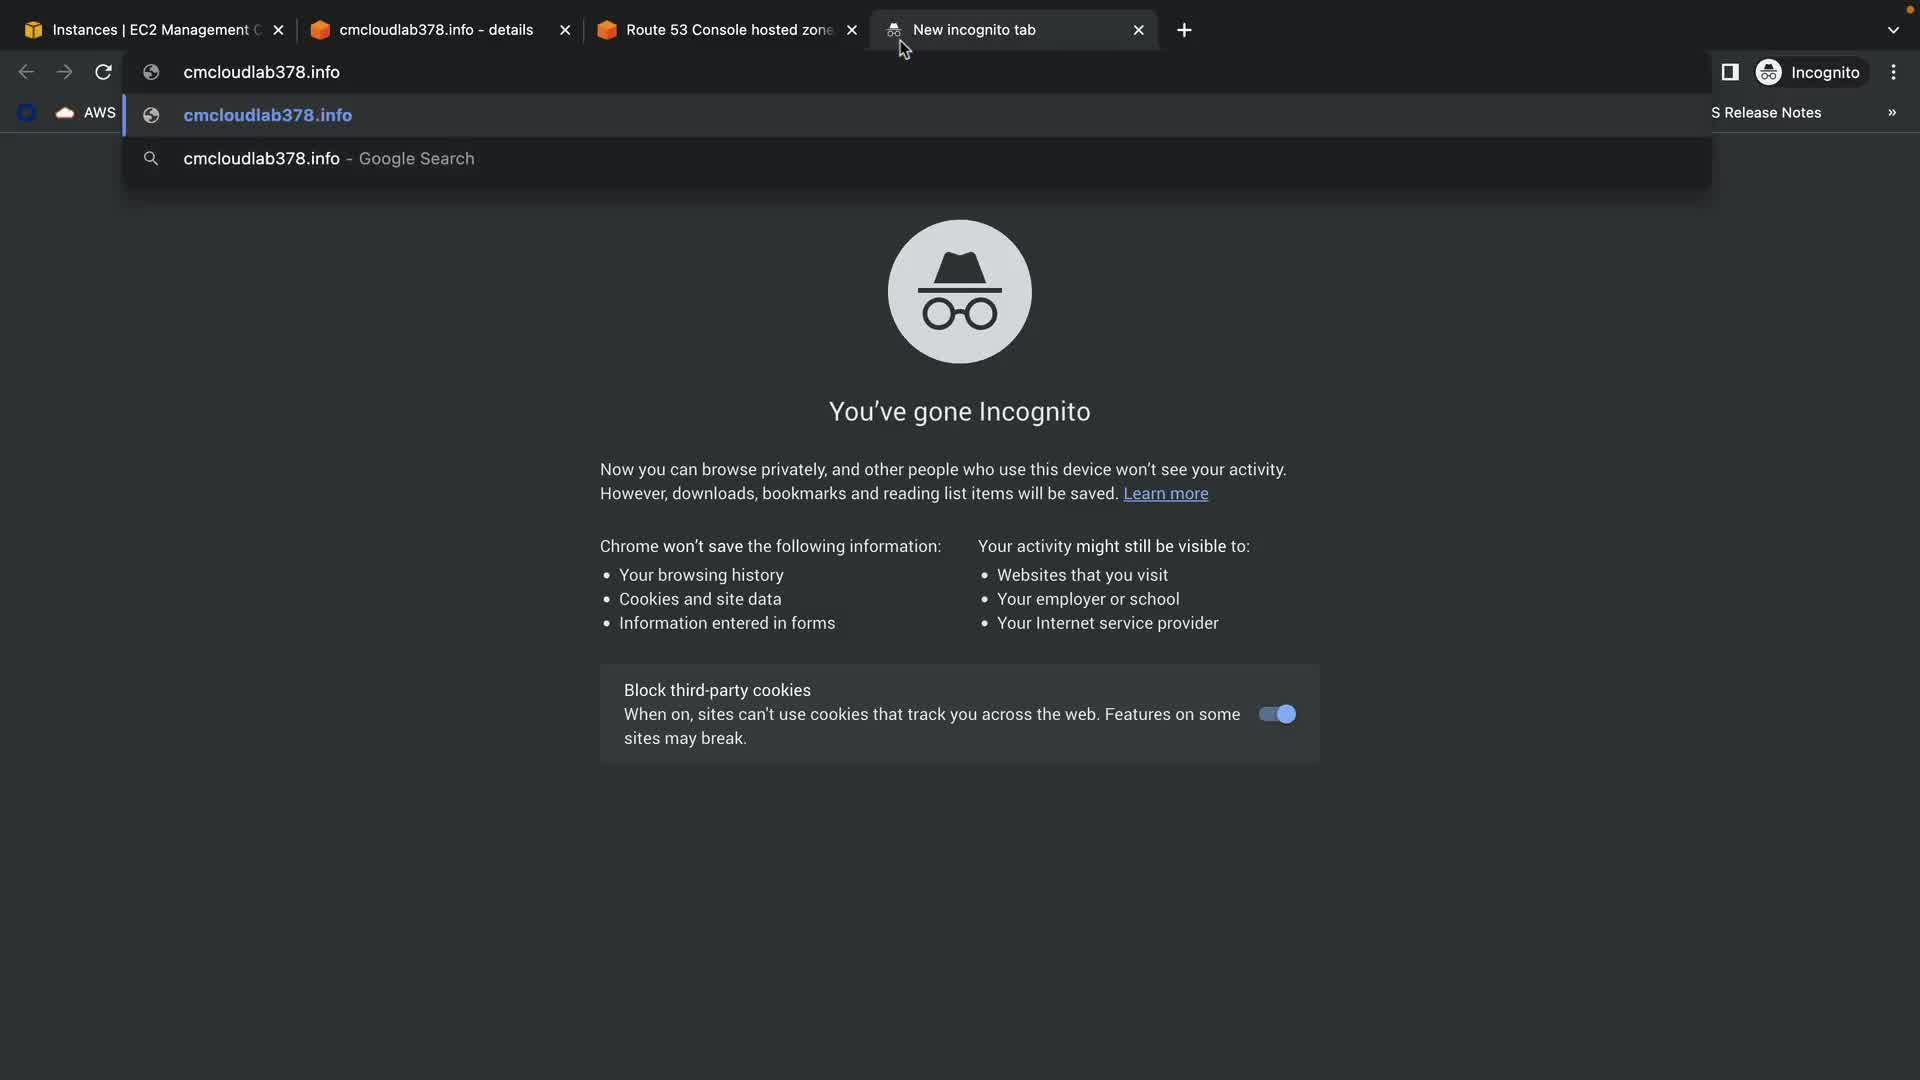 Instances | EC2 Management C
cmcloudlab378.info - details
Route 53 Console hosted zone
New incognito tab
cmcloudlab378.info
Incognito
AWS
cmcloudlab378.info
S Release Notes
»
cmcloudlab378.info - Google Search
You've gone Incognito
Now you can browse privately, and other people who use this device won't see your activity.
However, downloads, bookmarks and reading list items will be saved. Learn more
Chrome won't save the following information:
• Your browsing history
• Cookies and site data
• Information entered in forms
Your activity might still be visible to:
• Websites that you visit
• Your employer or school
• Your Internet service provider
Block third-party cookies
When on, sites can't use cookies that track you across the web. Features on some
sites may break.